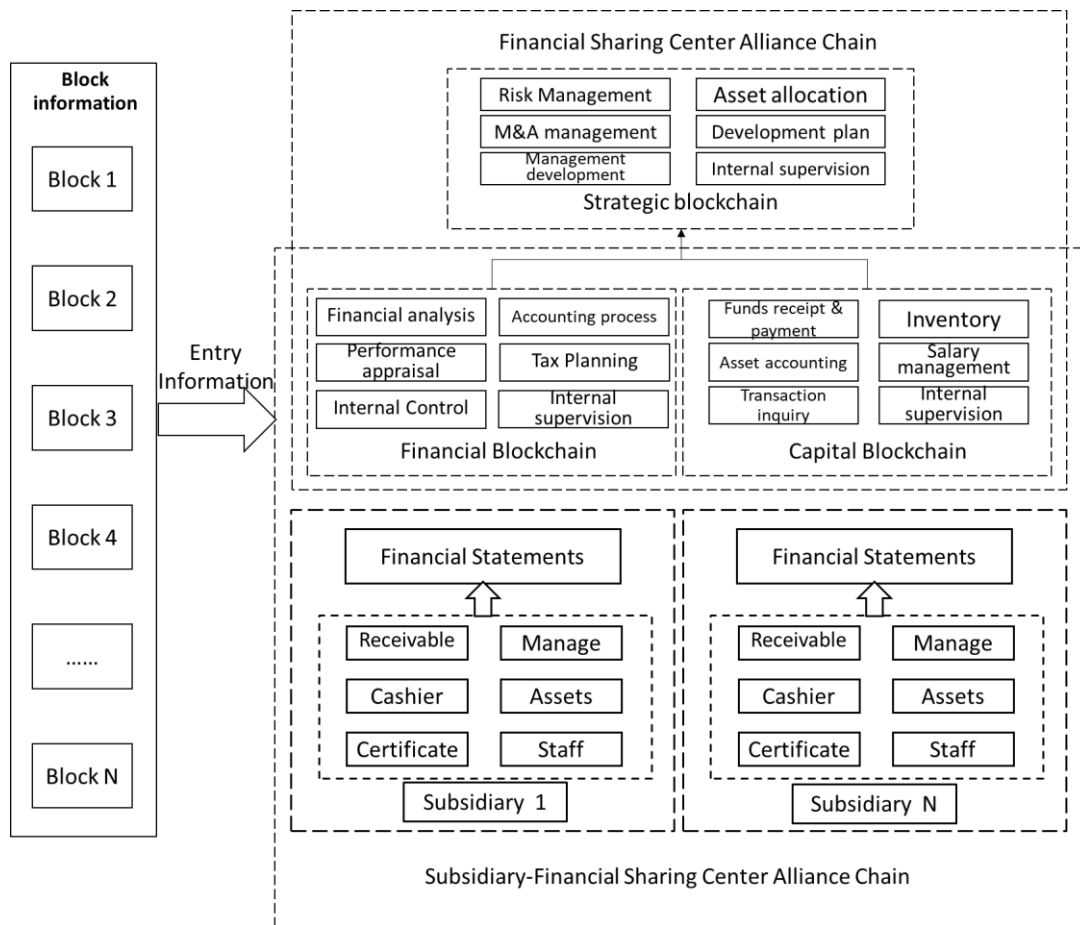 Block
information
Block 1
Block 2
Block 3
Block 4
......
Block N
Entry
Information
Financial Sharing Center Alliance Chain
Risk Management
Asset allocation
M&A management
Development plan
Management
development
Internal supervision
Strategic blockchain
Financial analysis
Accounting process
Performance
appraisal
Tax Planning
Internal Control
Internal
supervision
Financial Blockchain
Funds receipt &
payment
Inventory
Asset accounting
Salary
management
Transaction
inquiry
Internal
supervision
Capital Blockchain
Financial Statements
Receivable
Manage
Cashier
Assets
Certificate
Staff
Subsidiary 1
Financial Statements
Receivable
Manage
Cashier
Assets
Certificate
Staff
Subsidiary N
Subsidiary-Financial Sharing Center Alliance Chain